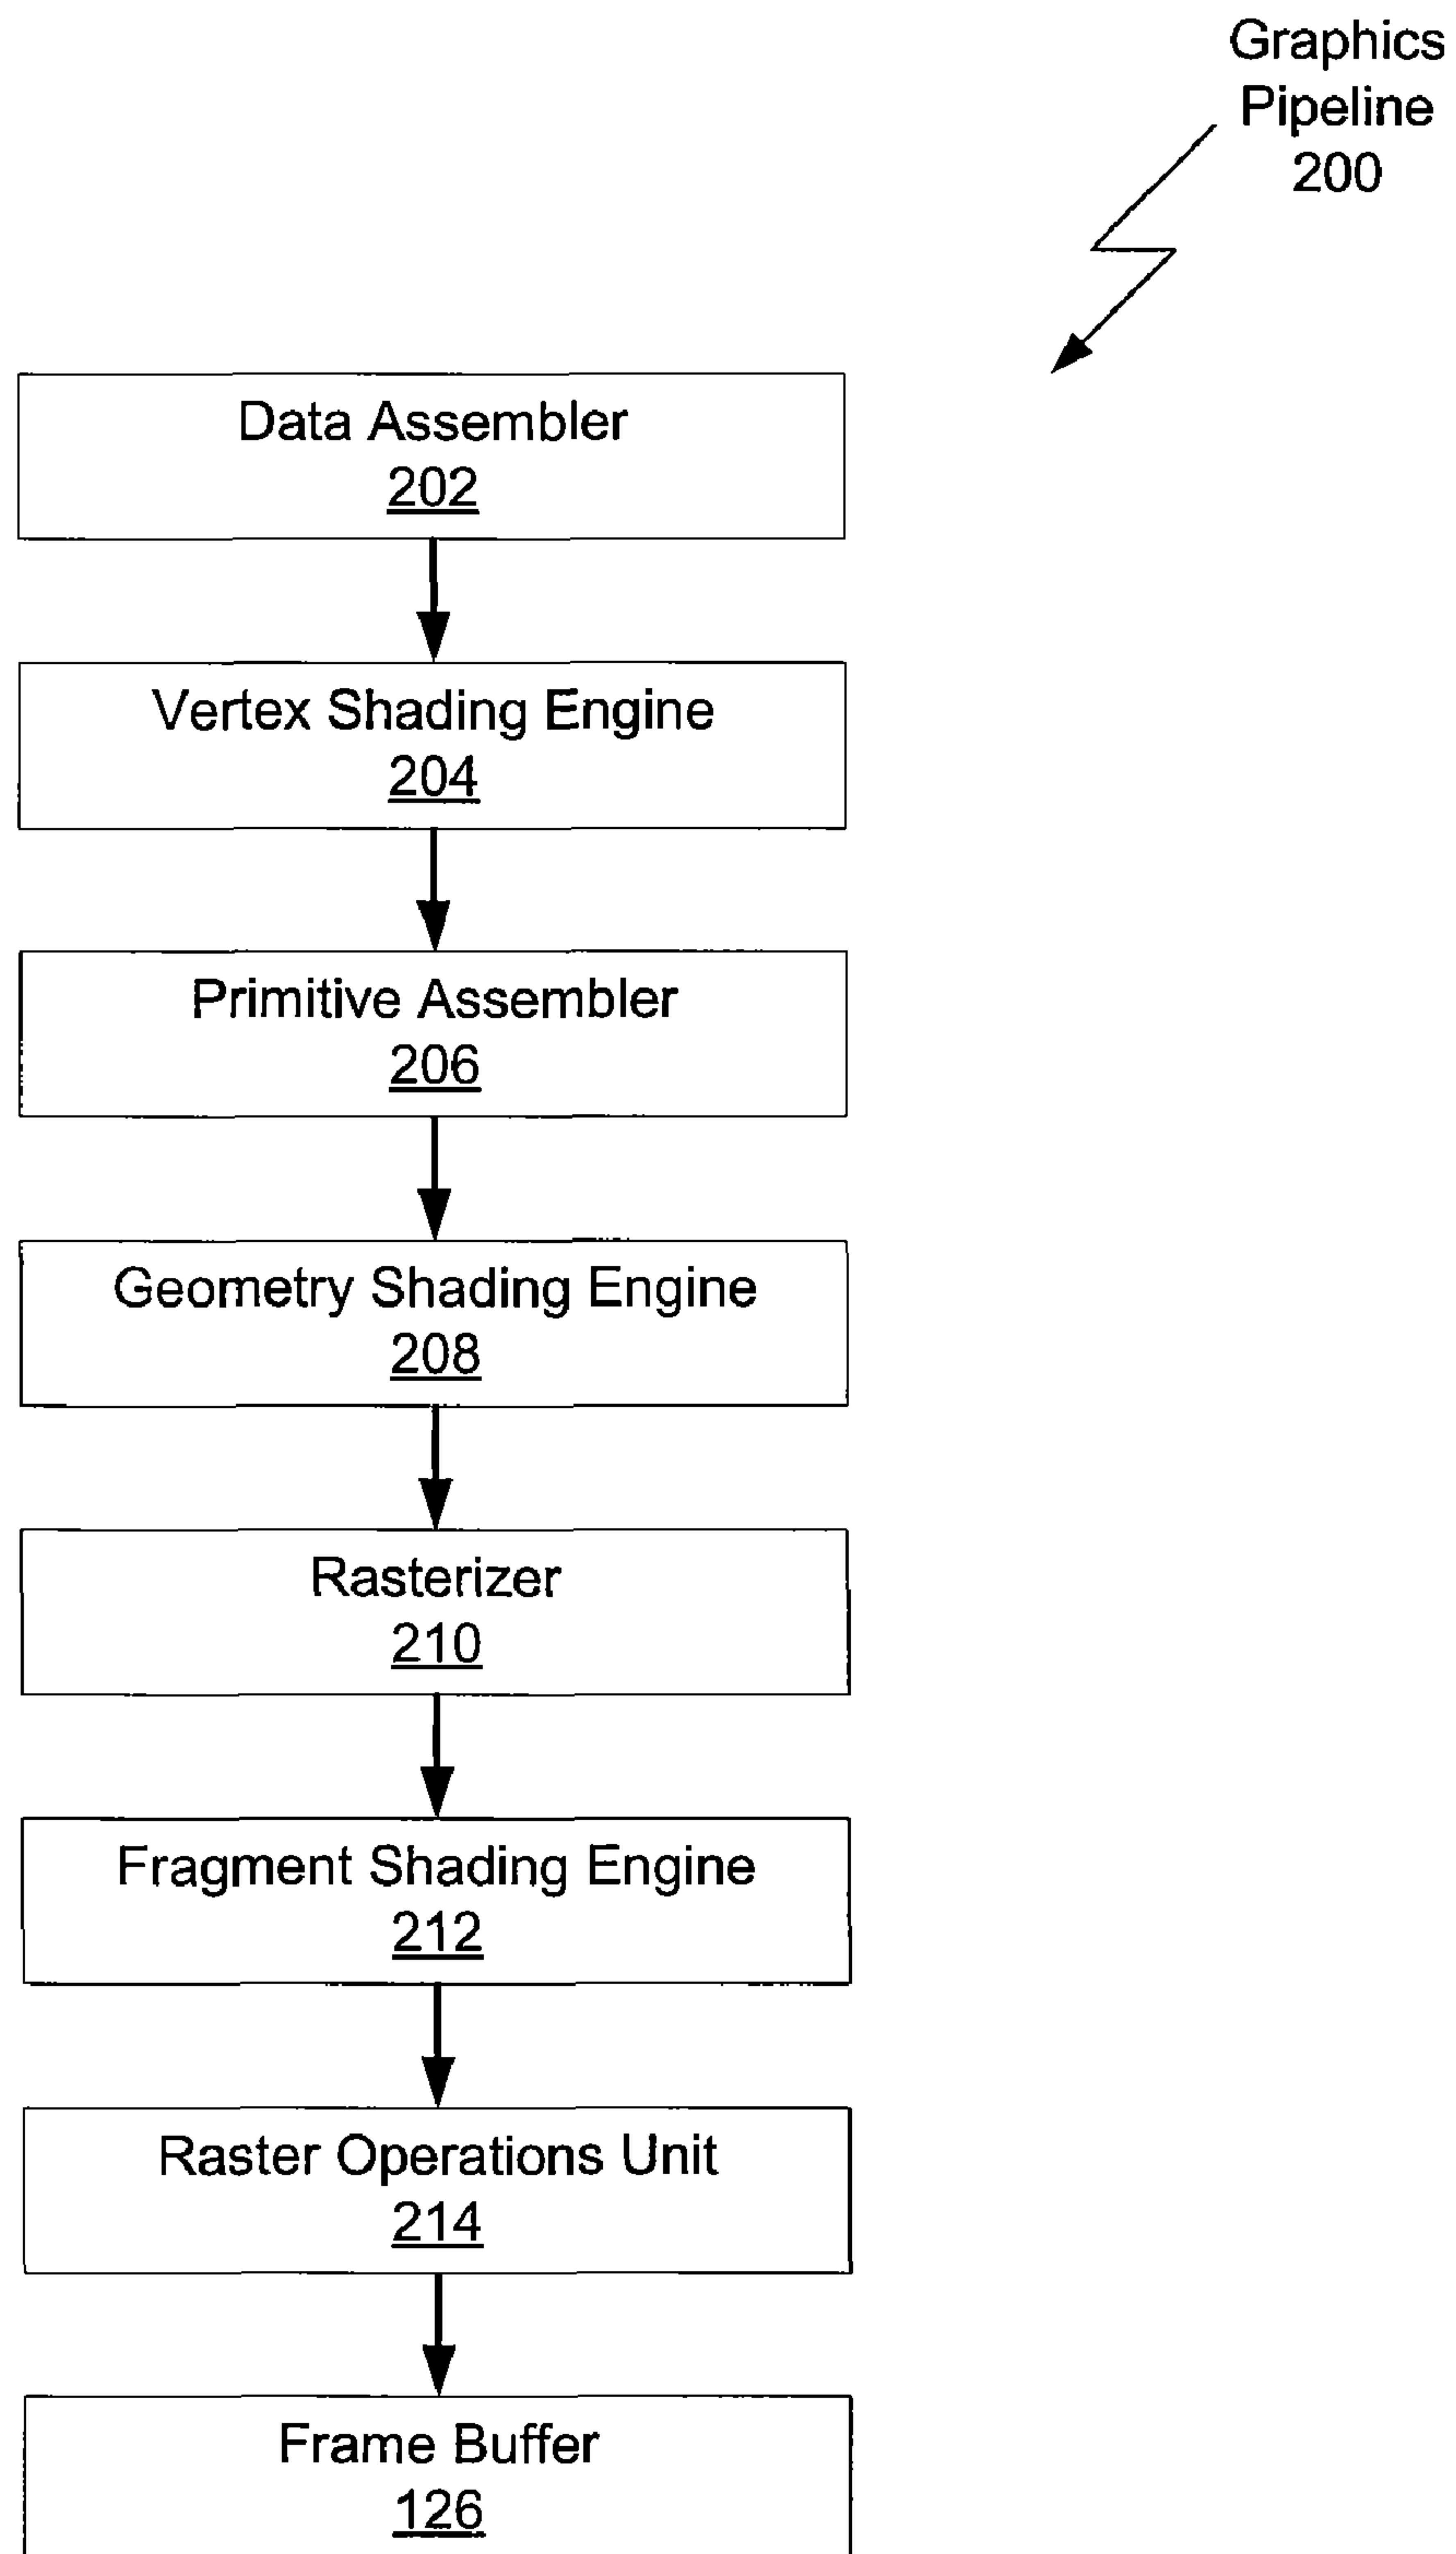 Graphics
Pipeline
200
Data Assembler
202
Vertex Shading Engine
204
Primitive Assembler
206
Geometry Shading Engine
208
Rasterizer
210
Fragment Shading Engine
212
Raster Operations Unit
214
Frame Buffer
126